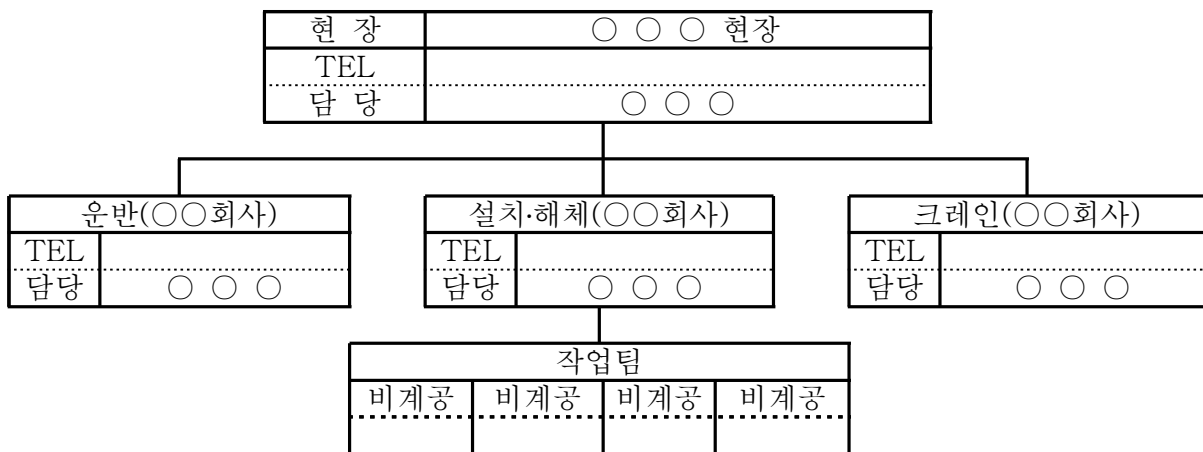 현 장 ○ ○ ○ 현장
TEL
담 당 ○ ○ ○
운반(○○회사) 설치·해체(○○회사) 크레인(○○회사)
TEL TEL TEL
담당 ○ ○ ○ 담당 ○ ○ ○ 담당 ○ ○ ○
작업팀
비계공 비계공 비계공 비계공